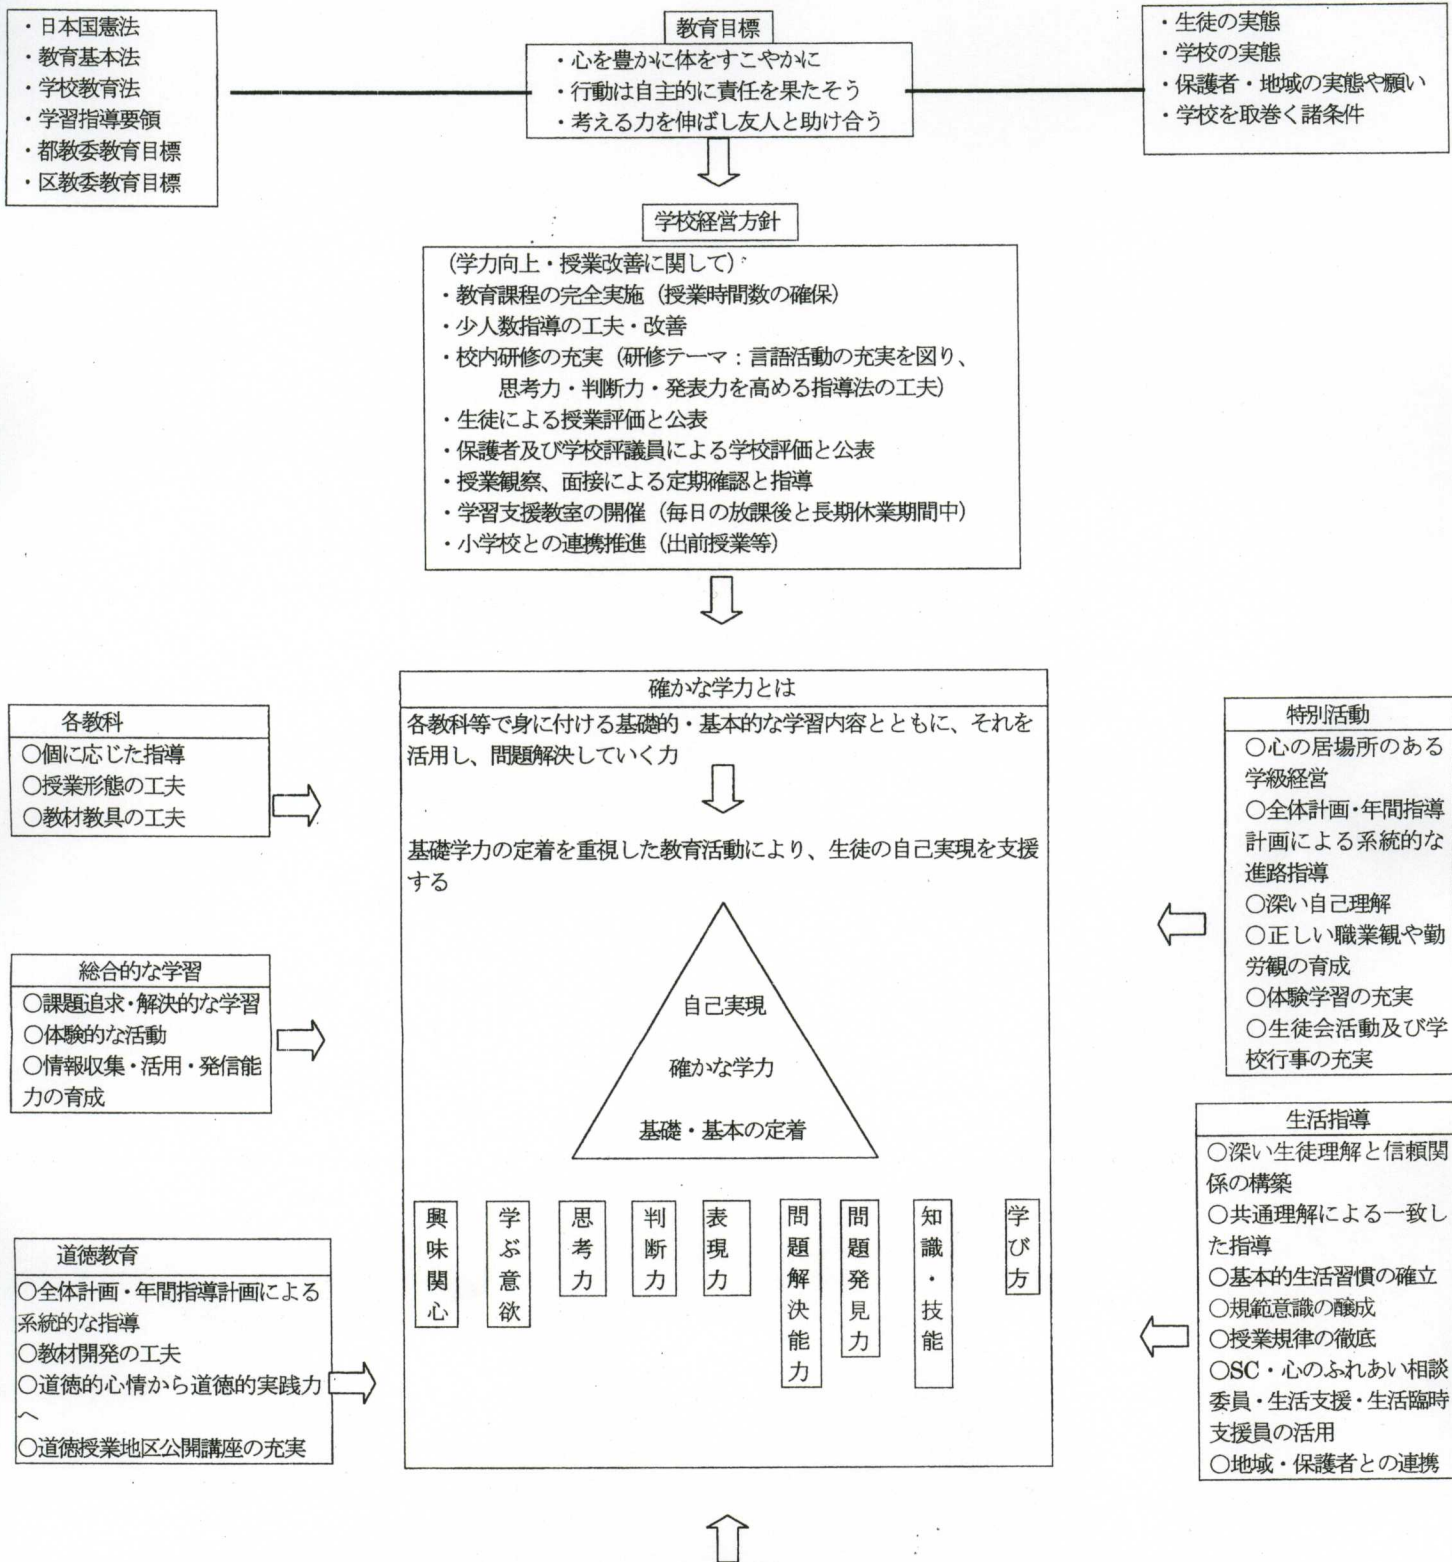 ・日本国憲法
・教育基本法
・学校教育法
・学習指導要領
・都教委教育目標
・区教委教育目標
教育目標
・心を豊かに体をすこやかに
・行動は自主的に責任を果たそう
・考える力を伸ばし友人と助け合う
・生徒の実態
・学校の実態
・保護者・地域の実態や願い
・学校を取巻く諸条件
学校経営方針
（学力向上・授業改善に関して）
・教育課程の完全実施（授業時間数の確保）
・少人数指導の工夫・改善
・校内研修の充実（研修テーマ：言語活動の充実を図り、
思考力・判断力・発表力を高める指導法の工夫）
・生徒による授業評価と公表
・保護者及び学校評議員による学校評価と公表
・授業観察、面接による定期確認と指導
・学習支援教室の開催（毎日の放課後と長期休業期間中）
・小学校との連携推進（出前授業等）
各教科
○個に応じた指導
○授業形態の工夫
○教材教具の工夫
総合的な学習
○課題追求・解決的な学習
○体験的な活動
○情報収集・活用・発信能
力の育成
道徳教育
○全体計画・年間指導計画による
系統的な指導
○教材開発の工夫
○道徳的心情から道徳的実践力
へ
○道徳授業地区公開講座の充実
確かな学力とは
各教科等で身に付ける基礎的・基本的な学習内容とともに、それを
活用し、問題解決していく力
基礎学力の定着を重視した教育活動により、生徒の自己実現を支援
する
自己実現
確かな学力
基礎・基本の定着
興味関心
学ぶ意欲
思考力
判断力
表現力
問題解決能力
問題発見力
知識・技能
学び方
特別活動
○心の居場所のある
学級経営
○全体計画・年間指導
計画による系統的な
進路指導
○深い自己理解
○正しい職業観や勤
労観の育成
○体験学習の充実
○生徒会活動及び学
校行事の充実
生活指導
○深い生徒理解と信頼関
係の構築
○共通理解による一致し
た指導
○基本的生活習慣の確立
○規範意識の醸成
○授業規律の徹底
○SC・心のふれあい相談
委員・生活支援・生活臨時
支援員の活用
○地域・保護者との連携